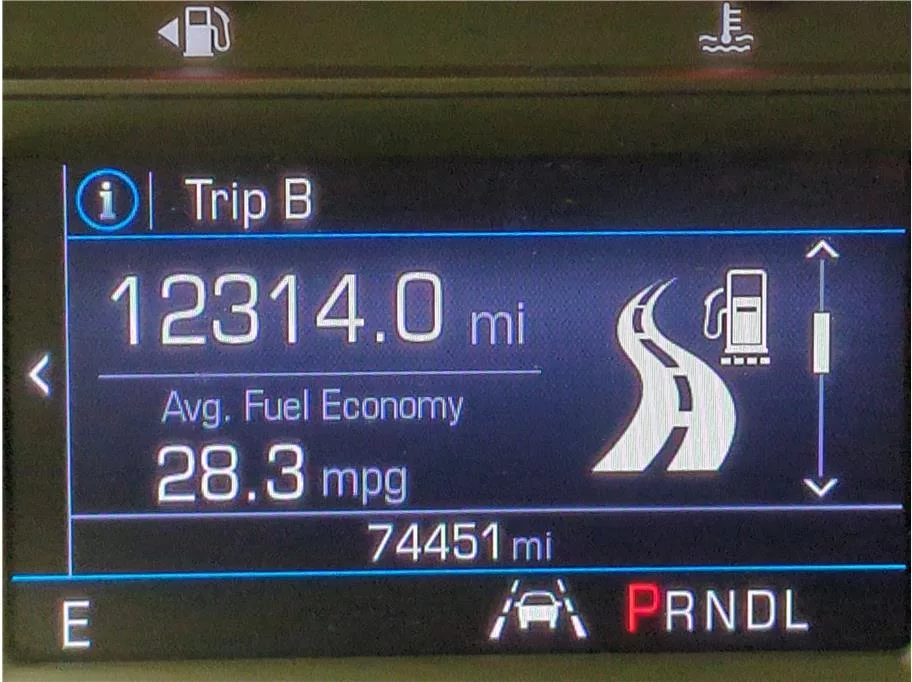 i Trip B
12314.0 mi
Avg. Fuel Economy
28.3 mpg
74451 mi
E PRNDL